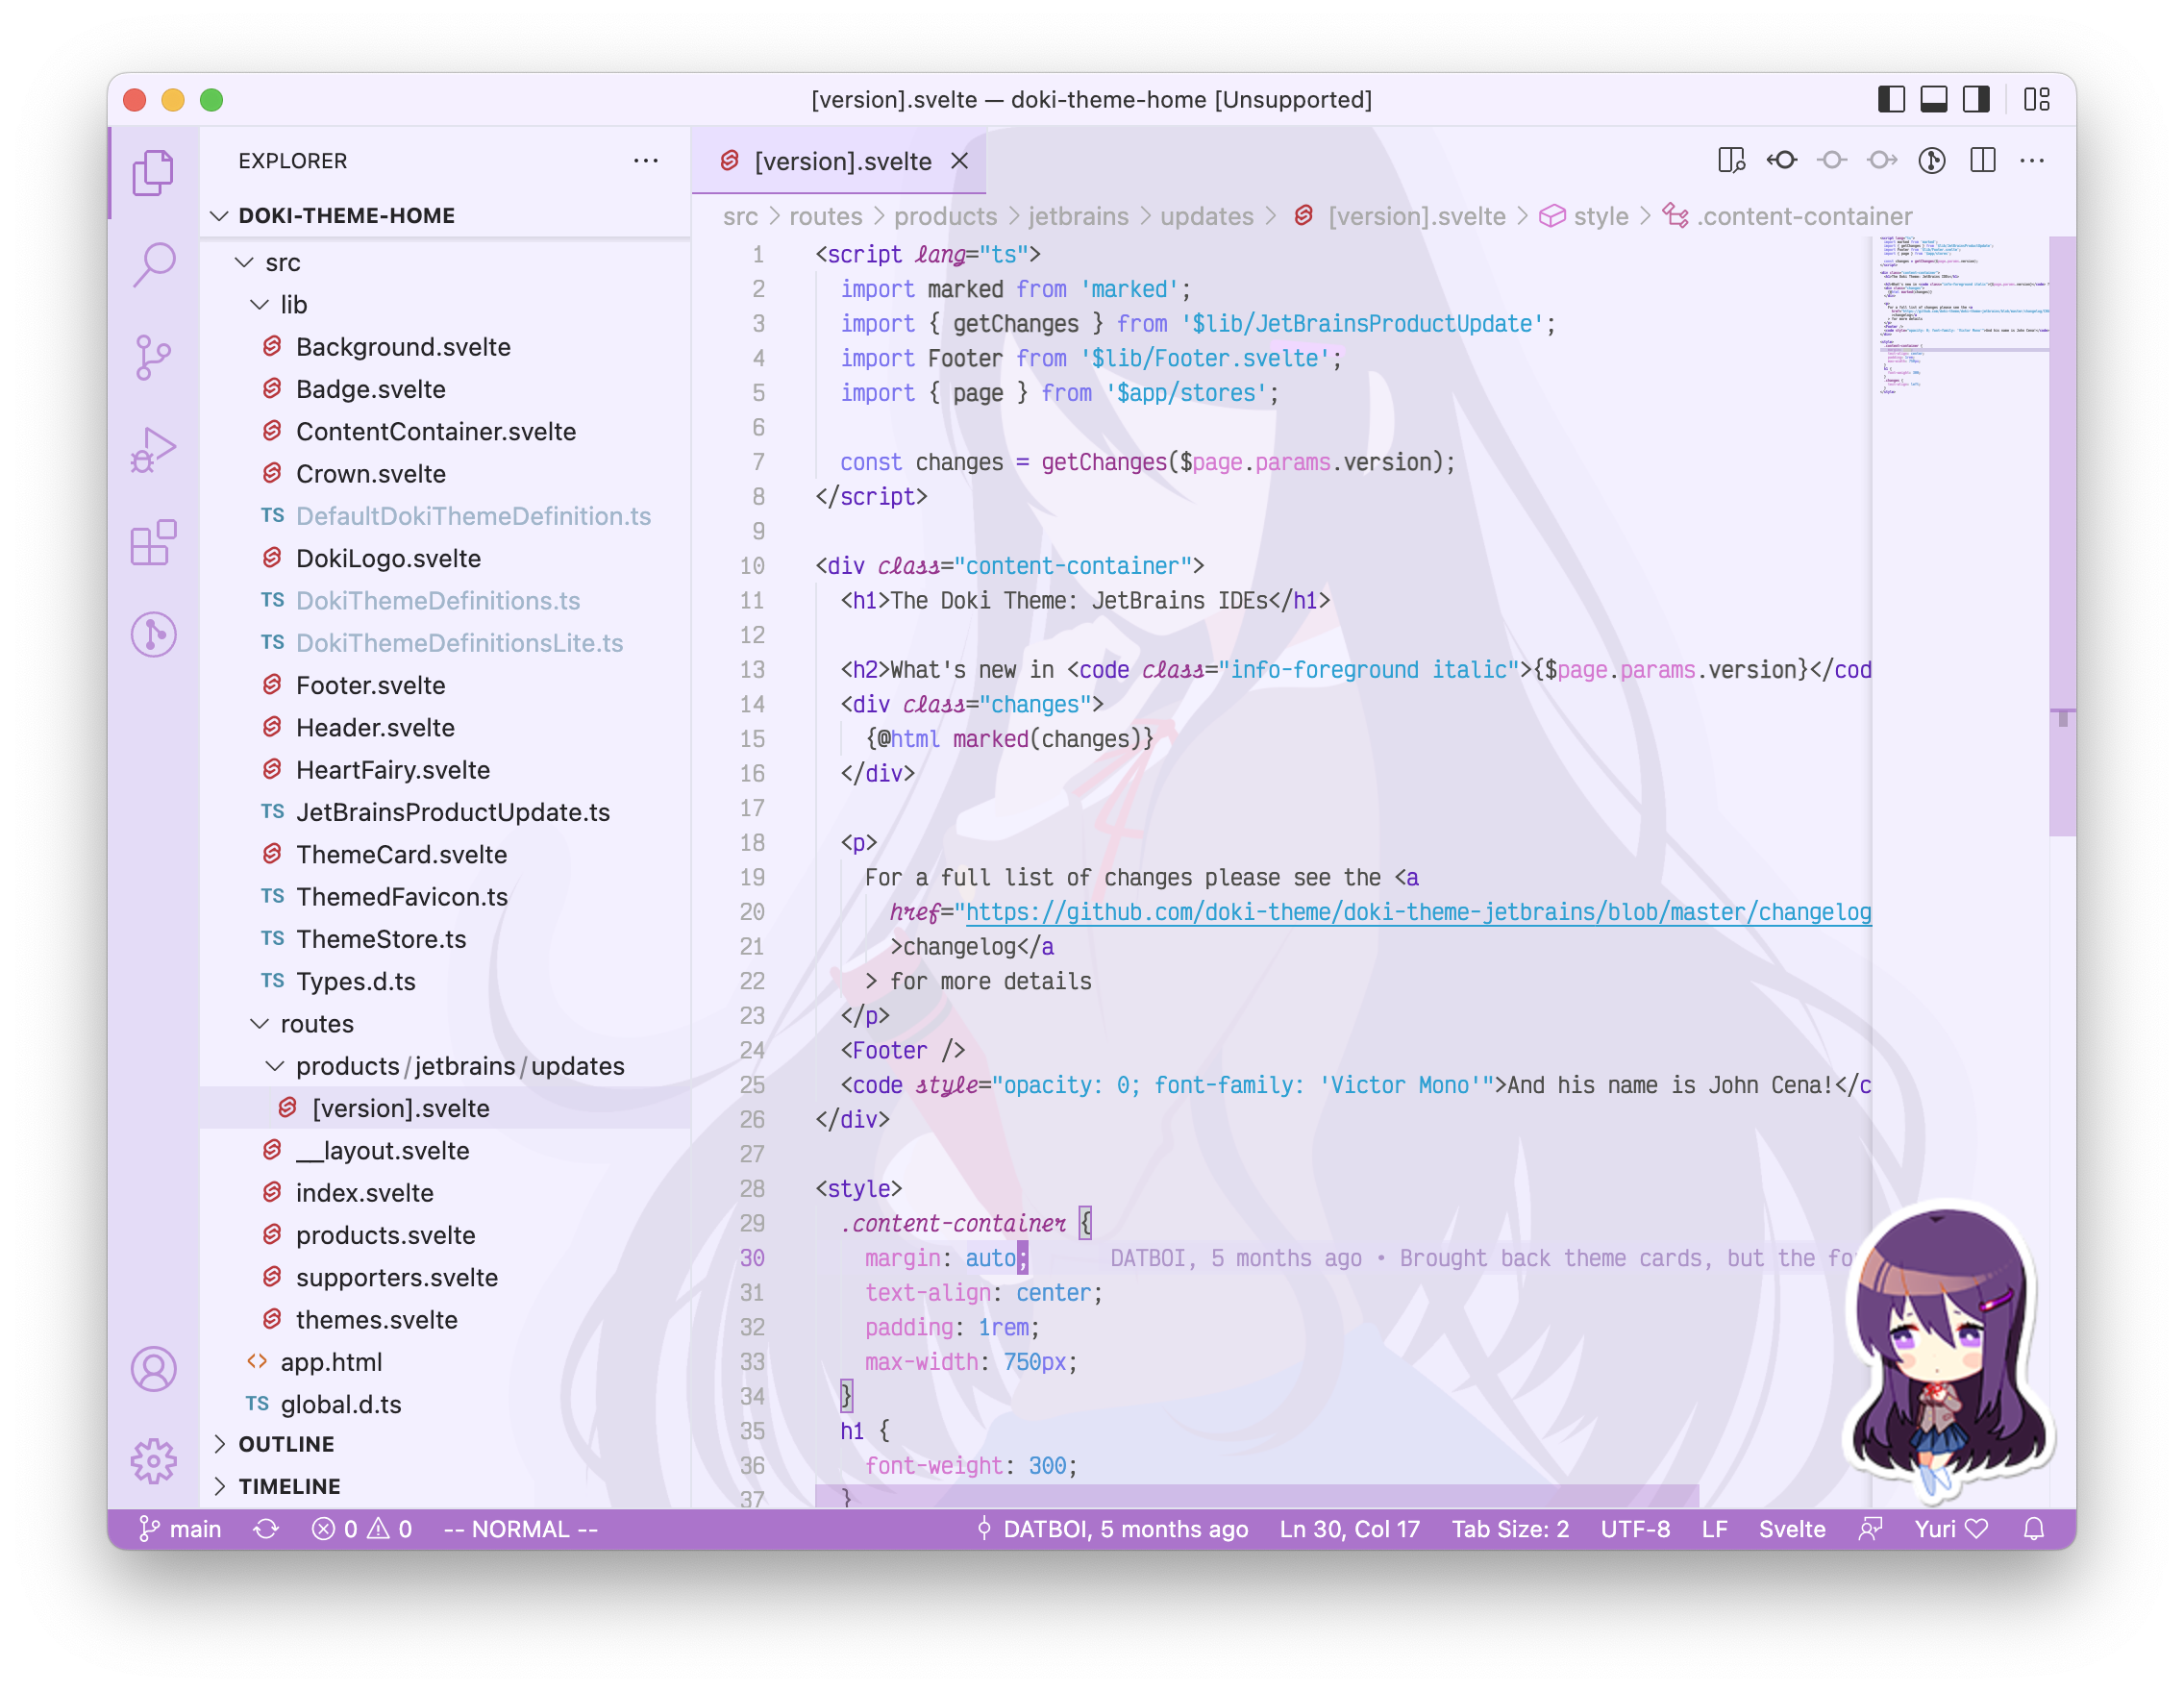 [version].svelte — doki-theme-home [Unsupported]
EXPLORER
DOKI-THEME-HOME
src
lib
Background.svelte
Badge.svelte
ContentContainer.svelte
Crown.svelte
TS DefaultDokiThemeDefinition.ts
DokiLogo.svelte
TS DokiThemeDefinitions.ts
TS DokiThemeDefinitionsLite.ts
Footer.svelte
Header.svelte
HeartFairy.svelte
TS JetBrainsProductUpdate.ts
ThemeCard.svelte
TS ThemedFavicon.ts
TS ThemeStore.ts
TS Types.d.ts
routes
products/jetbrains/updates
[version].svelte
__layout.svelte
index.svelte
products.svelte
supporters.svelte
themes.svelte
app.html
TS global.d.ts
OUTLINE
TIMELINE
[version].svelte
src > routes > products > jetbrains > updates > [version].svelte > style > .content-container
1 <script lang="ts">
2 import marked from 'marked';
3 import { getChanges } from '$lib/JetBrainsProductUpdate';
4 import Footer from '$lib/Footer.svelte';
5 import { page } from '$app/stores';
6
7 const changes = getChanges($page.params.version);
8 </script>
9
10 <div class="content-container">
11 <h1>The Doki Theme: JetBrains IDEs</h1>
12
13 <h2>What's new in <code class="info-foreground italic">{$page.params.version}</cod
14 <div class="changes">
15 {@html marked(changes)}
16 </div>
17
18 <p>
19 For a full list of changes please see the <a
20 href="https://github.com/doki-theme/doki-theme-jetbrains/blob/master/changelog
21 >changelog</a
22 > for more details
23 </p>
24 <Footer />
25 <code style="opacity: 0; font-family: 'Victor Mono'">And his name is John Cena!</c
26 </div>
27
28 <style>
29 .content-container {
30 margin: auto; DATBOI, 5 months ago • Brought back theme cards, but the fo
31 text-align: center;
32 padding: 1rem;
33 max-width: 750px;
34 }
35 h1 {
36 font-weight: 300;
37 }
main 0 0 -- NORMAL -- DATBOI, 5 months ago Ln 30, Col 17 Tab Size: 2 UTF-8 LF Svelte Yuri ♡